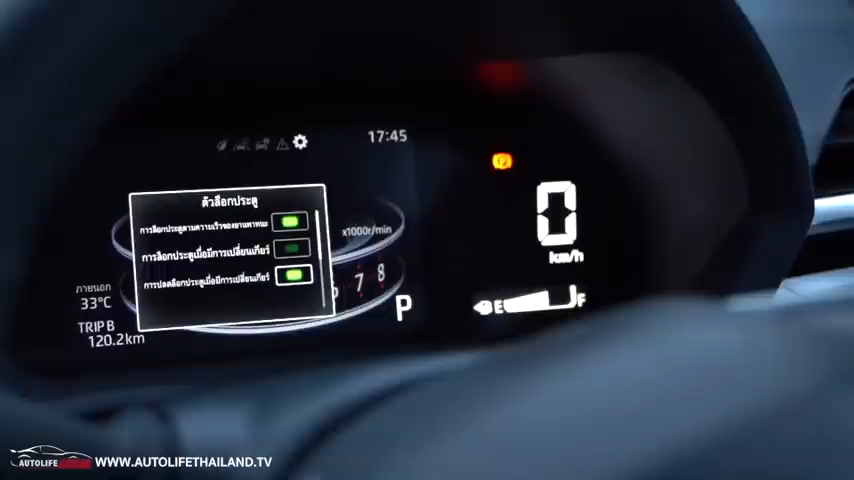 17:45
ตัวล็อกประตู
การล็อกประตูตามความเร็วของยานพาหนะ
การล็อกประตูเมื่อมีการเปลี่ยนเกียร์
การปลดล็อกประตูเมื่อมีการเปลี่ยนเกียร์
x1000r/min
7 8
ภายนอก
33°C
P
TRIP B
120.2km
0
km/h
E F
AUTOLIFE
WWW.AUTOLIFETHAILAND.TV